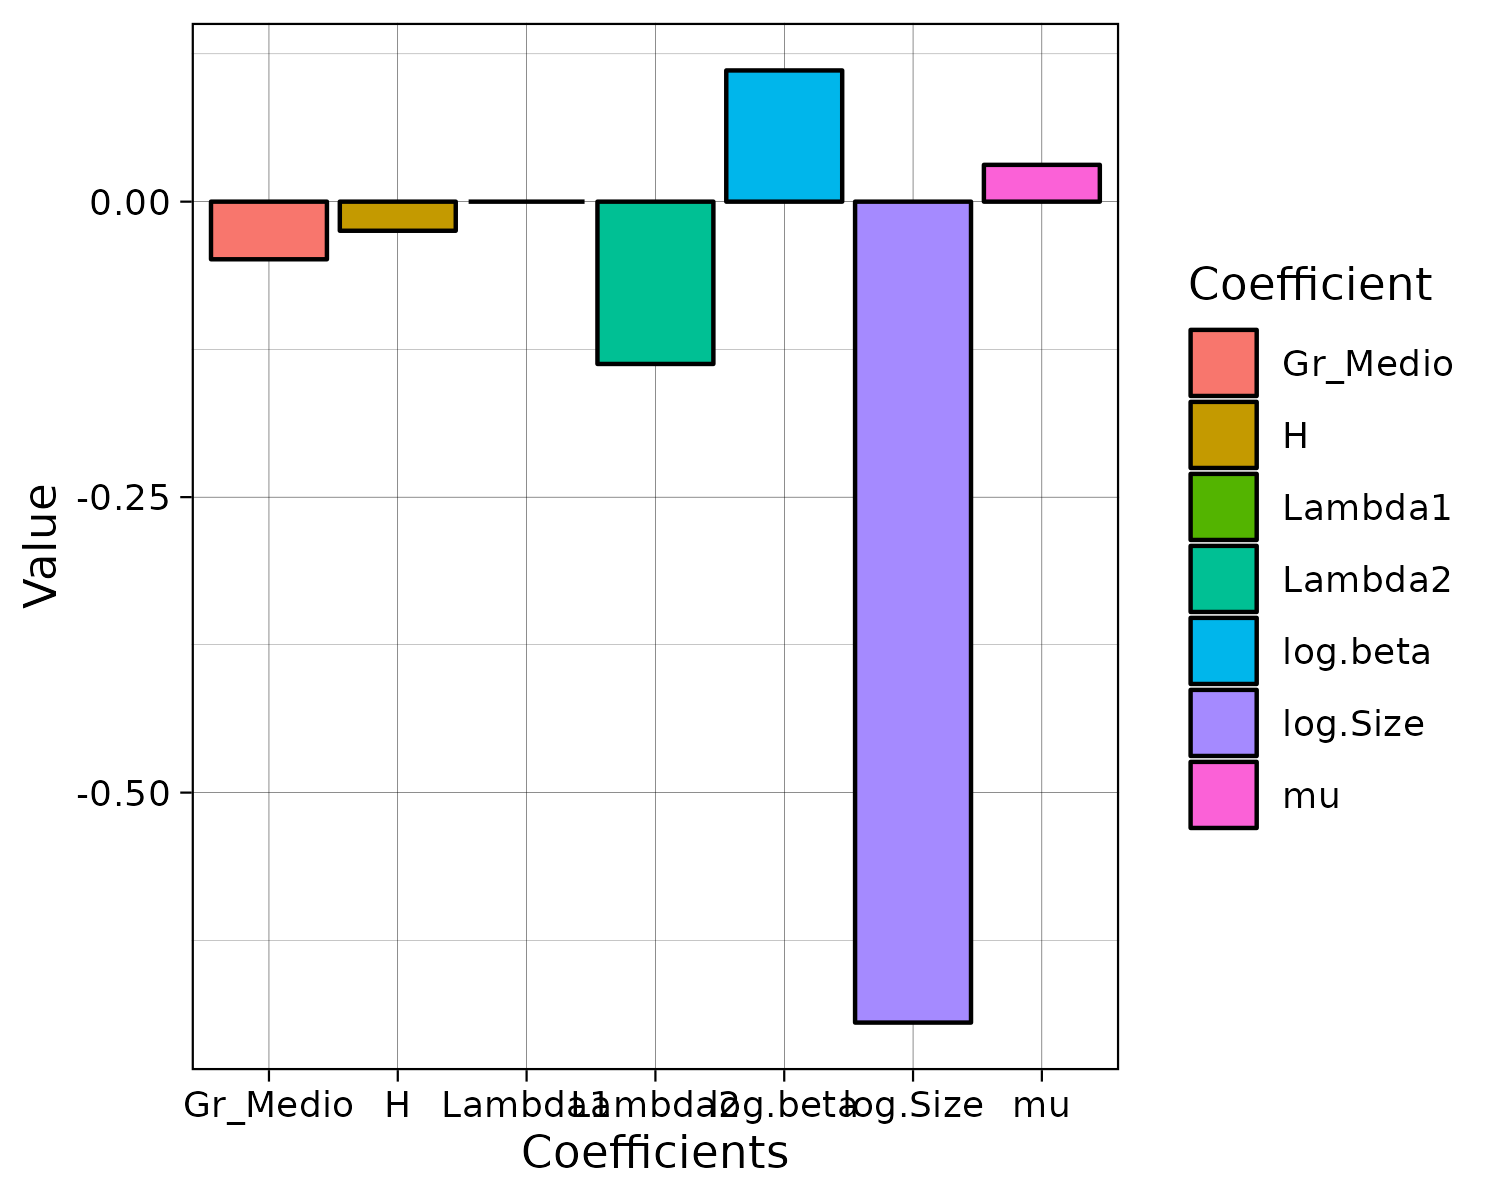 0.00
-0.25
-0.50
Value
Gr_Medio H Lambda1 Lambda2 log.beta log.Size mu
Coefficients
Coefficient
Gr_Medio
H
Lambda1
Lambda2
log.beta
log.Size
mu